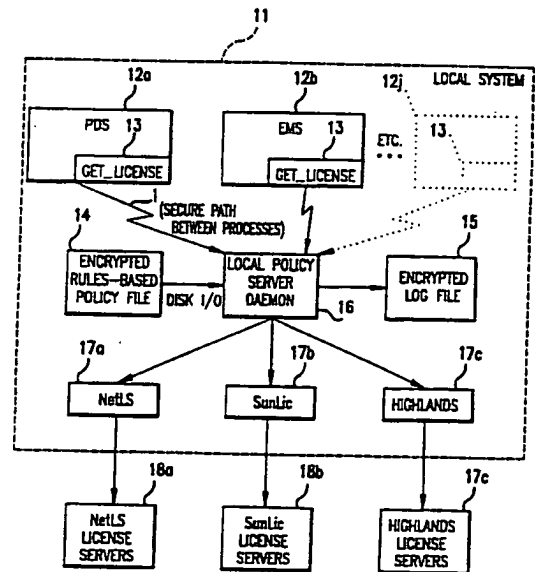 11
12a
12b
12j
LOCAL SYSTEM
PDS
13
EMS
13
ETC.
13
GET_LICENSE
GET_LICENSE
1
(SECURE PATH
BETWEEN PROCESSES)
14
15
ENCRYPTED
RULES-BASED
POLICY FILE
DISK I/O
LOCAL POLICY
SERVER
DAEMON
16
ENCRYPTED
LOG FILE
17a
17b
17c
NetLS
SunLic
HIGHLANDS
18a
18b
17c
NetLS
LICENSE
SERVERS
SunLic
LICENSE
SERVERS
HIGHLANDS
LICENSE
SERVERS